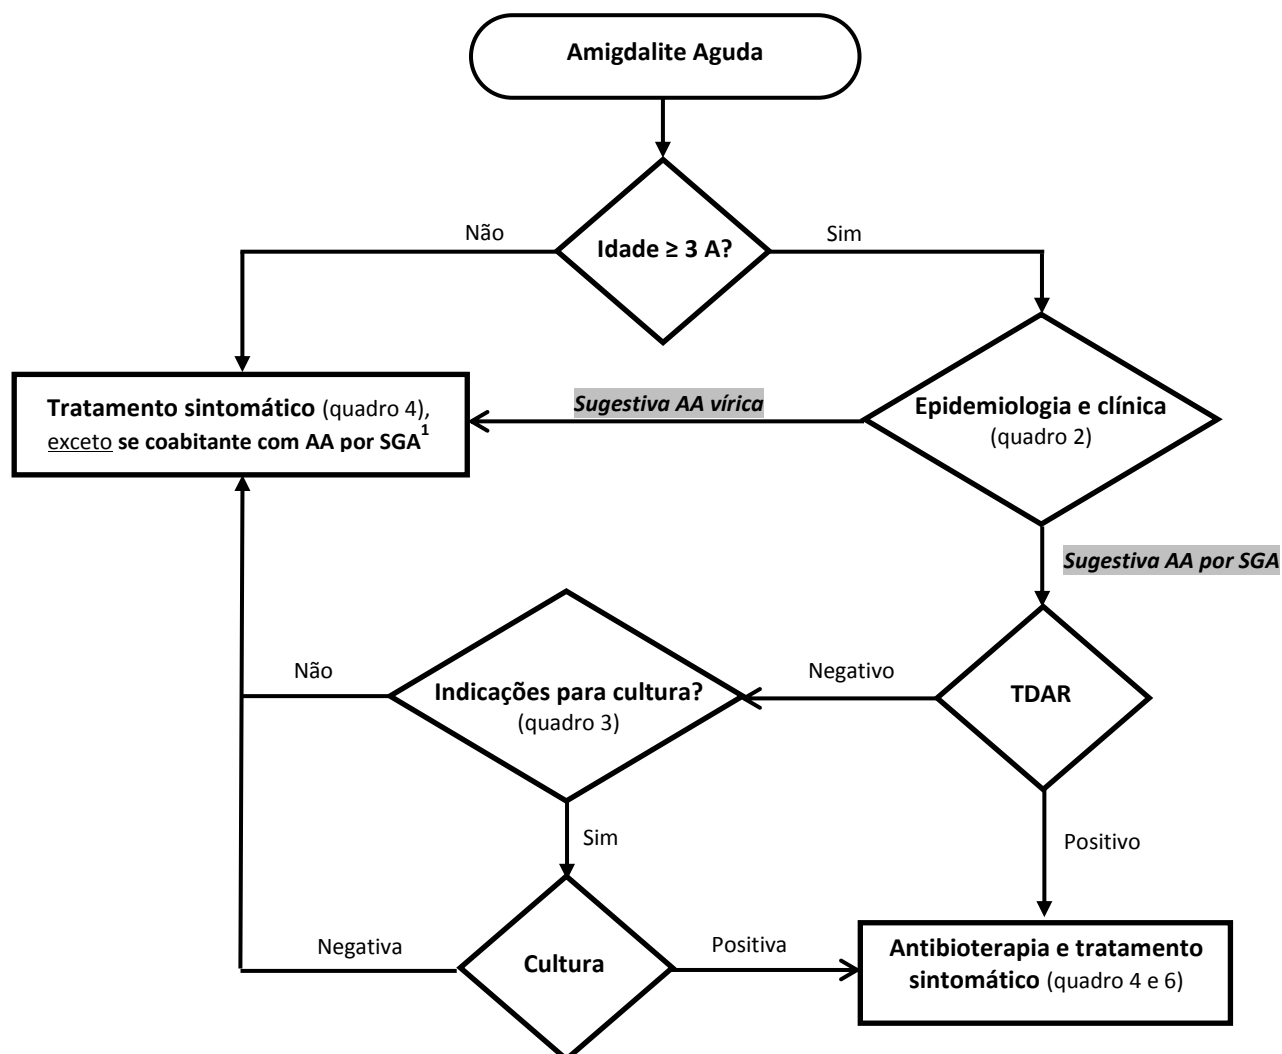 Amigdalite Aguda
Não
Idade ≥ 3 A?
Sim
Tratamento sintomático (quadro 4),
exceto se coabitante com AA por SGA¹
Sugestiva AA vírica
Epidemiologia e clínica
(quadro 2)
Sugestiva AA por SGA
Não
Indicações para cultura?
(quadro 3)
Negativo
TDAR
Sim
Positivo
Negativa
Cultura
Positiva
Antibioterapia e tratamento
sintomático (quadro 4 e 6)